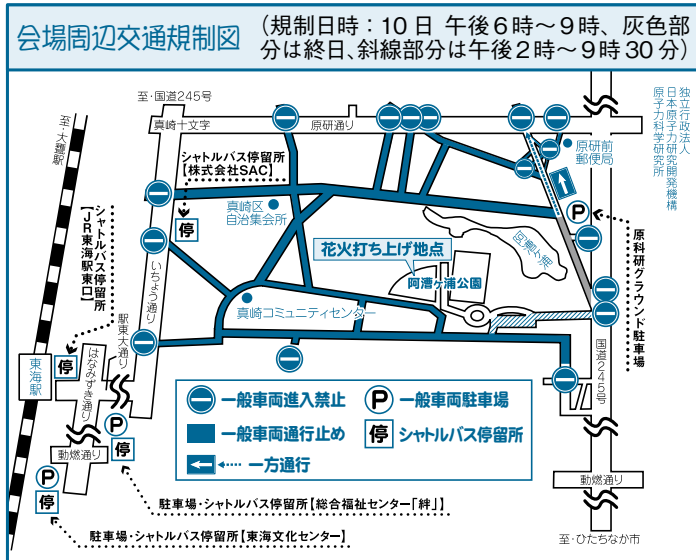 会場周辺交通規制図
(規制日時:10日 午後6時~9時、灰色部
分は終日、斜線部分は午後2時~9時30分)
至・国道245号
至・大甕駅
真崎十文字
原研通り
独立行政法人
日本原子力研究開発機構
原子力科学研究所
原研前
郵便局
シャトルバス停留所
【株式会社SAC】
停
真崎区
自治集会所
P
原科研グラウンド駐車場
シャトルバス停留所
【JR東海駅東口】
いちょう通り
阿漕ヶ浦
花火打ち上げ地点
阿漕ヶ浦公園
真崎コミュニティセンター
駅東大通り
国道245号
東海駅
停
はなみずき通り
一般車両進入禁止
P 一般車両駐車場
一般車両通行止め
停 シャトルバス停留所
一方通行
P
停
動燃通り
動燃通り
P
停
駐車場・シャトルバス停留所【総合福祉センター「絆」】
駐車場・シャトルバス停留所【東海文化センター】
至・ひたちなか市